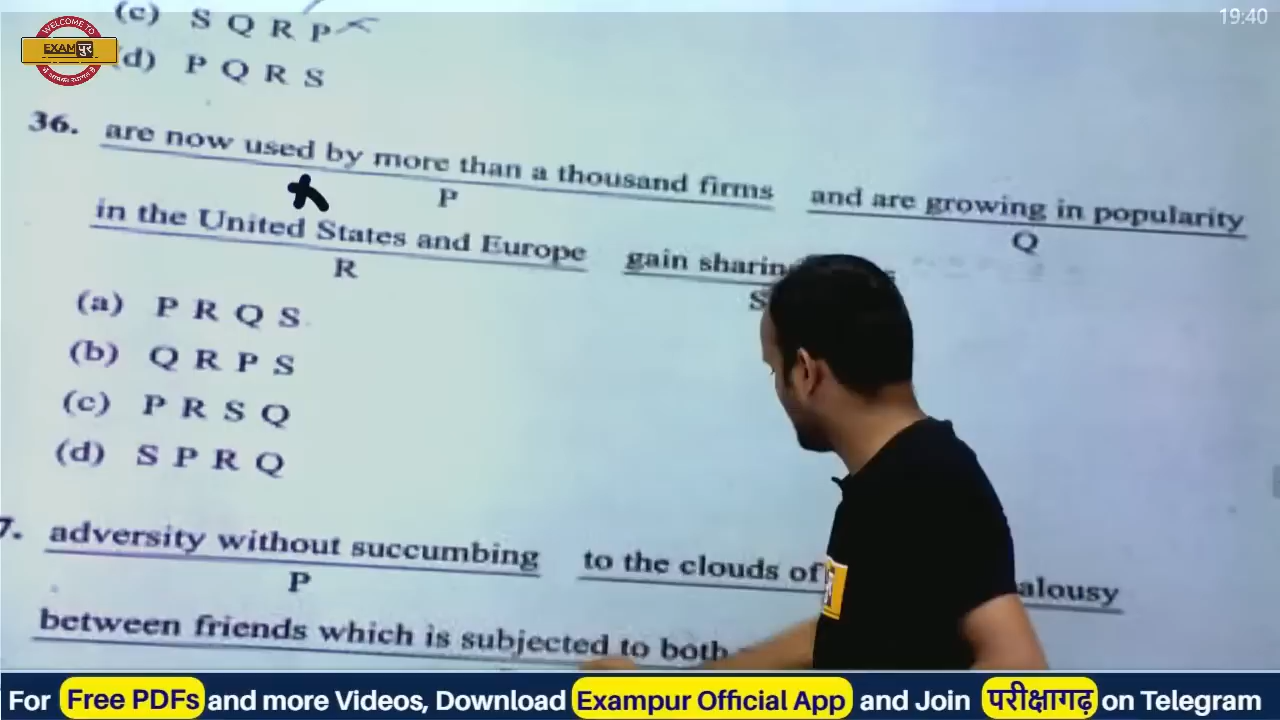 19:40
WELCOME TO
EXAMपुर
(c) S Q R P
(d) P Q R S
36. are now used by more than a thousand firms and are growing in popularity
P Q
in the United States and Europe gain
R S
(a) P R Q S
(b) Q R P S
(c) P R S Q
(d) S P R Q
7. adversity without succumbing to the clouds of
P
between friends which is subjected to both
For Free PDFs and more Videos, Download Exampur Official App and Join परीक्षागढ़ on Telegram